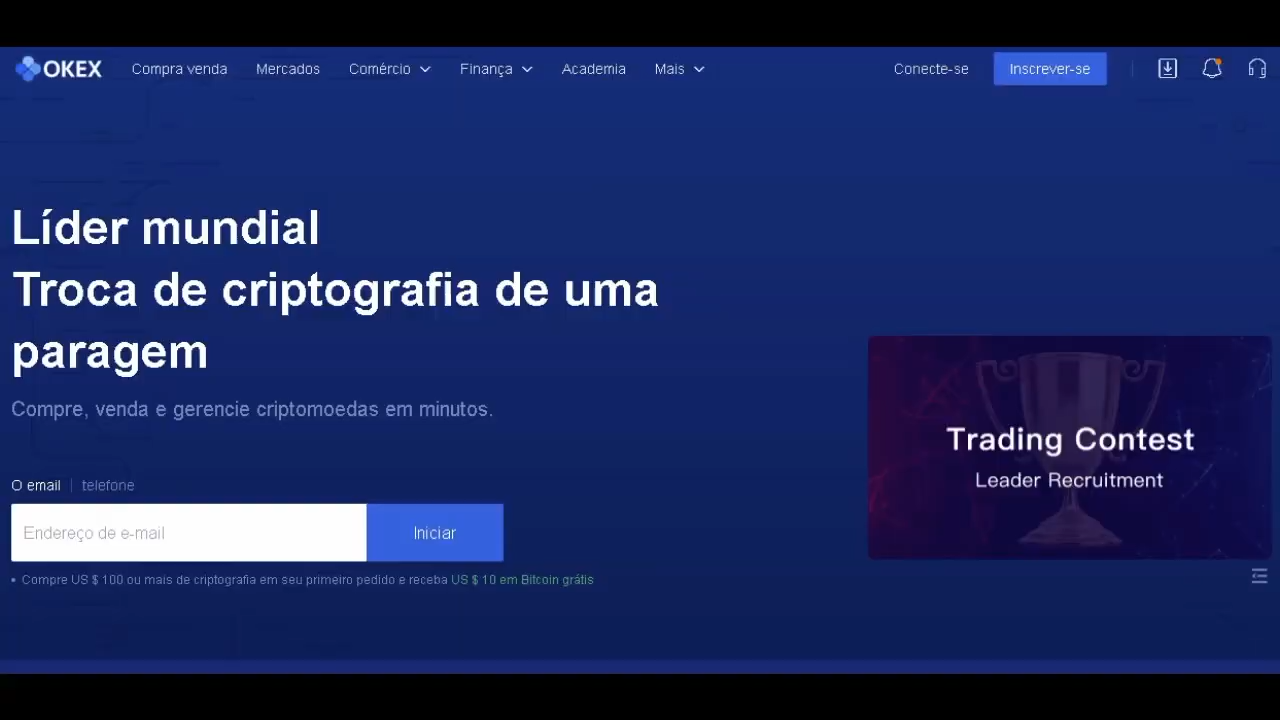 OKEX Compra venda Mercados Comércio Finança Academia Mais Conecte-se Inscrever-se
Líder mundial
Troca de criptografia de uma
paragem
Compre, venda e gerencie criptomoedas em minutos.
Trading Contest
Leader Recruitment
O email | telefone
Endereço de e-mail Iniciar
• Compre US $ 100 ou mais de criptografia em seu primeiro pedido e receba US $ 10 em Bitcoin grátis